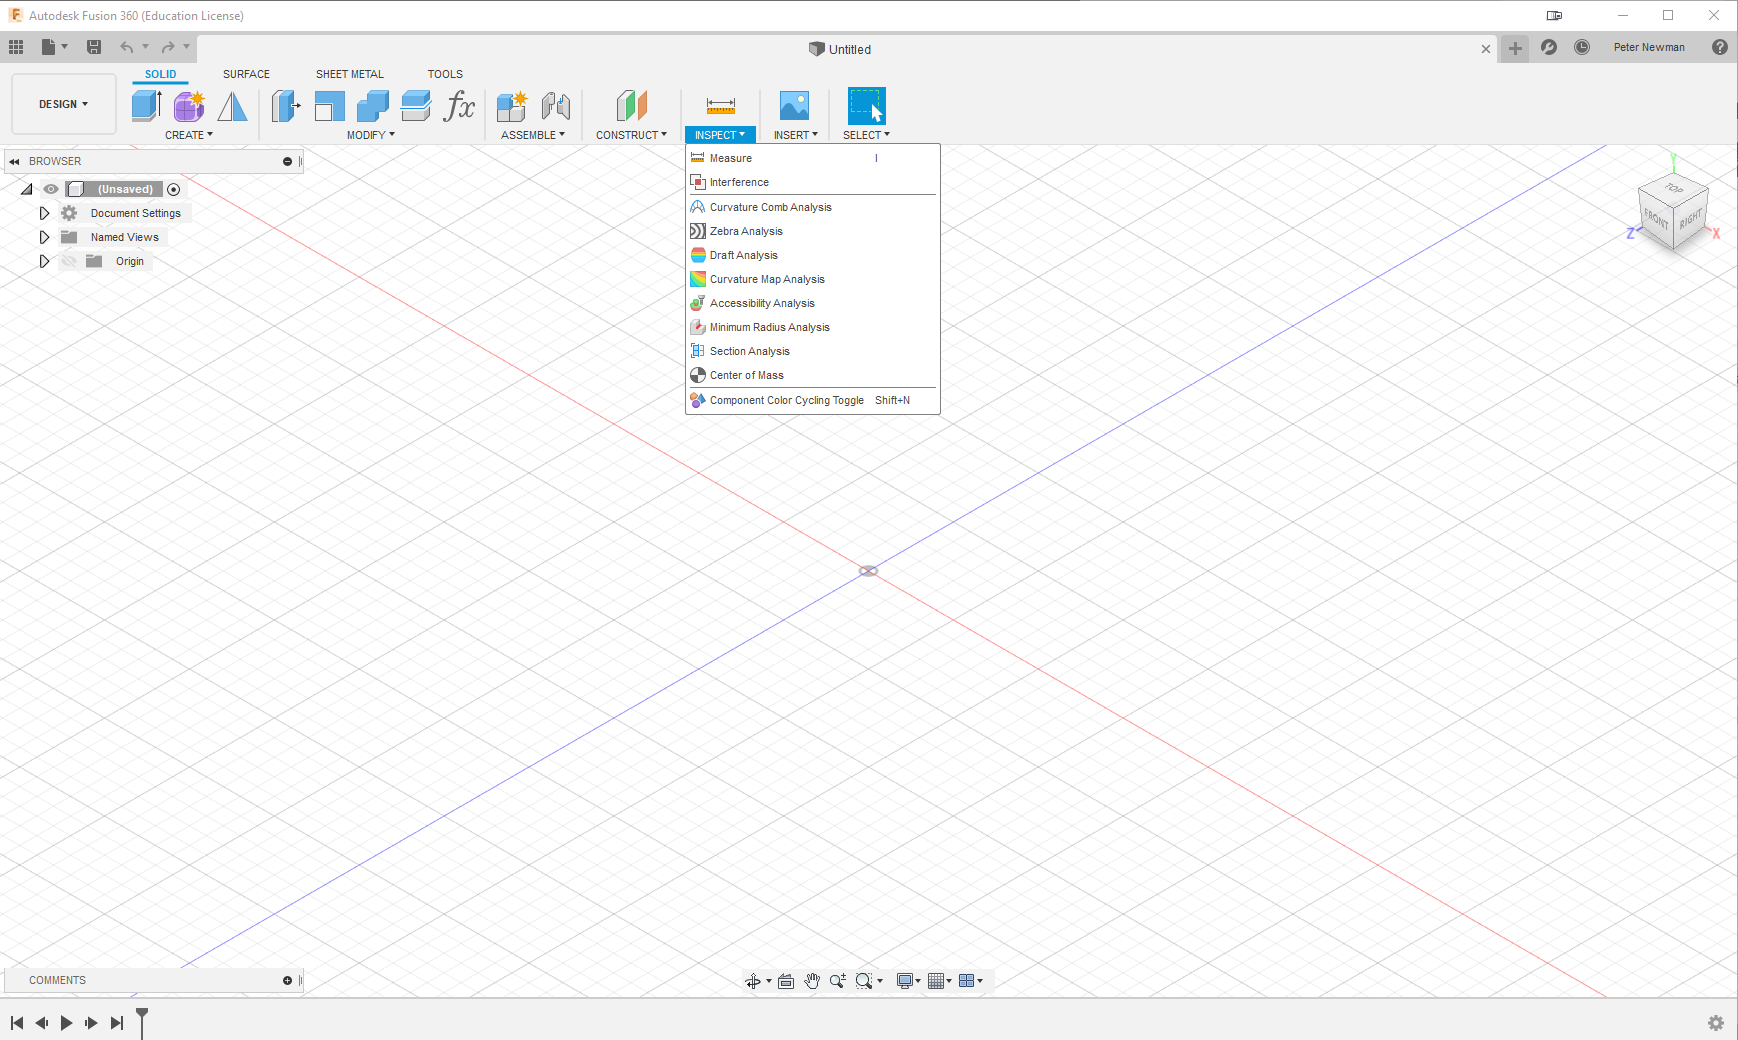 Autodesk Fusion 360 (Education License)
Untitled
Peter Newman
SOLID
SURFACE
SHEET METAL
TOOLS
DESIGN
CREATE
MODIFY
ASSEMBLE
CONSTRUCT
INSPECT
INSERT
SELECT
BROWSER
(Unsaved)
Document Settings
Named Views
Origin
Measure I
Interference
Curvature Comb Analysis
Zebra Analysis
Draft Analysis
Curvature Map Analysis
Accessibility Analysis
Minimum Radius Analysis
Section Analysis
Center of Mass
Component Color Cycling Toggle Shift+N
Y
TOP
FRONT
RIGHT
Z
X
COMMENTS